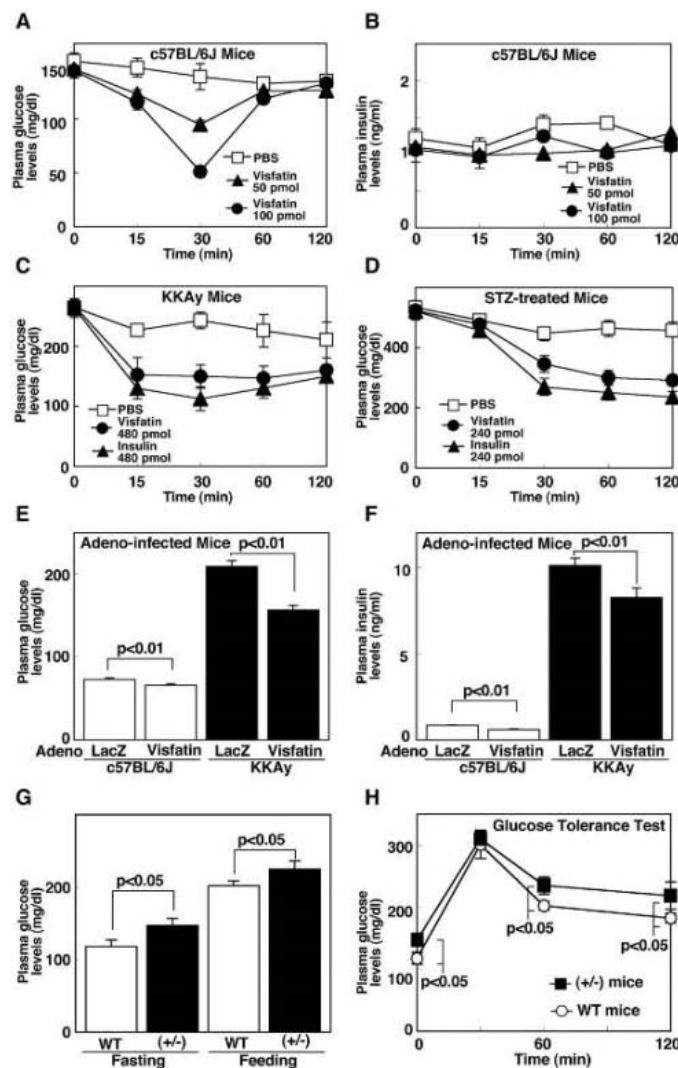 A
c57BL/6J Mice
Plasma glucose
levels (mg/dl)
150
100
50
0
PBS
Visfatin
50 pmol
Visfatin
100 pmol
0 15 30 60 120
Time (min)
B
c57BL/6J Mice
Plasma insulin
levels (ng/ml)
2
1
0
PBS
Visfatin
50 pmol
Visfatin
100 pmol
0 15 30 60 120
Time (min)
C
KKAy Mice
Plasma glucose
levels (mg/dl)
200
100
0
PBS
Visfatin
480 pmol
Insulin
480 pmol
0 15 30 60 120
Time (min)
D
STZ-treated Mice
Plasma glucose
levels (mg/dl)
400
200
0
PBS
Visfatin
240 pmol
Insulin
240 pmol
0 15 30 60 120
Time (min)
E
Adeno-infected Mice
p<0.01
Plasma glucose
levels (mg/dl)
200
100
0
p<0.01
Adeno LacZ Visfatin LacZ Visfatin
c57BL/6J KKAy
F
Adeno-infected Mice
p<0.01
Plasma insulin
levels (ng/ml)
10
5
0
p<0.01
Adeno LacZ Visfatin LacZ Visfatin
c57BL/6J KKAy
G
Plasma glucose
levels (mg/dl)
200
100
0
p<0.05
p<0.05
WT (+/-) WT (+/-)
Fasting Feeding
H
Glucose Tolerance Test
Plasma glucose
levels (mg/dl)
300
200
100
0
p<0.05
p<0.05
p<0.05
(+/-) mice
WT mice
0 30 60 120
Time (min)